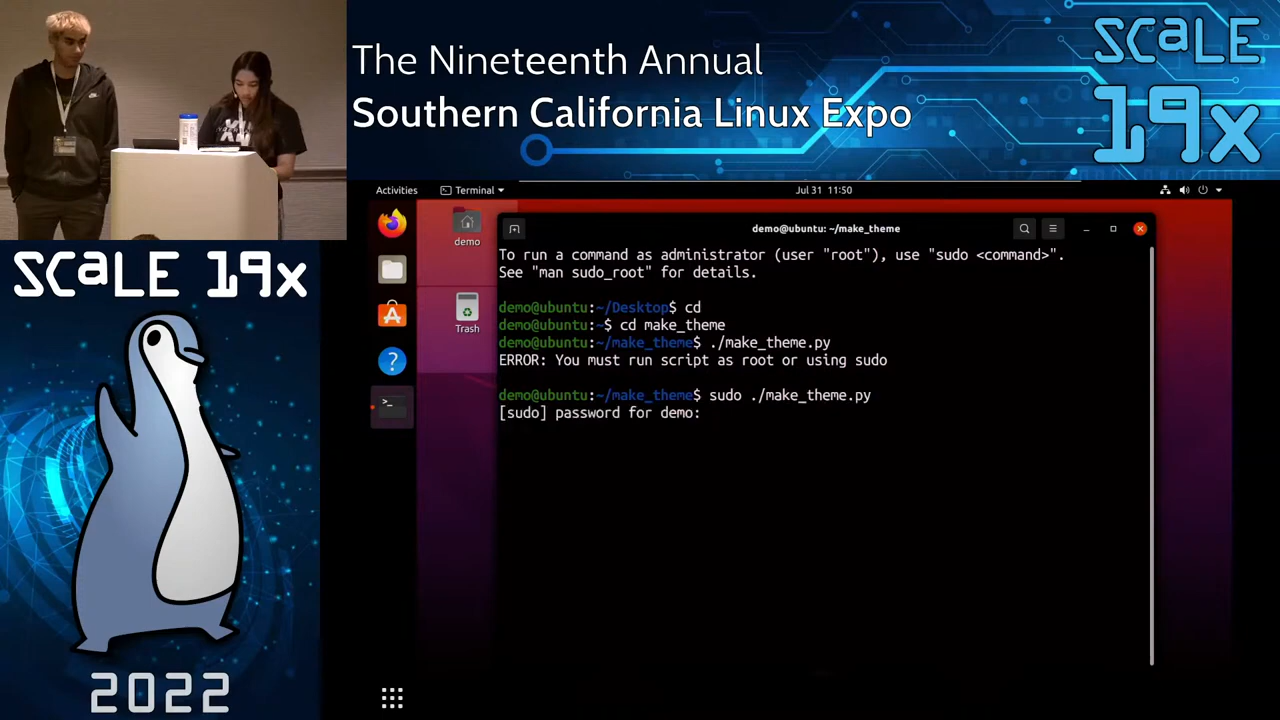 The Nineteenth Annual
Southern California Linux Expo
SCaLE
19x
SCaLE 19x
2022
Activities
Terminal
Jul 31 11:50
demo
Trash
demo@ubuntu: ~/make_theme
To run a command as administrator (user "root"), use "sudo <command>".
See "man sudo_root" for details.
demo@ubuntu:~/Desktop$ cd
demo@ubuntu:~$ cd make_theme
demo@ubuntu:~/make_theme$ ./make_theme.py
ERROR: You must run script as root or using sudo
demo@ubuntu:~/make_theme$ sudo ./make_theme.py
[sudo] password for demo: